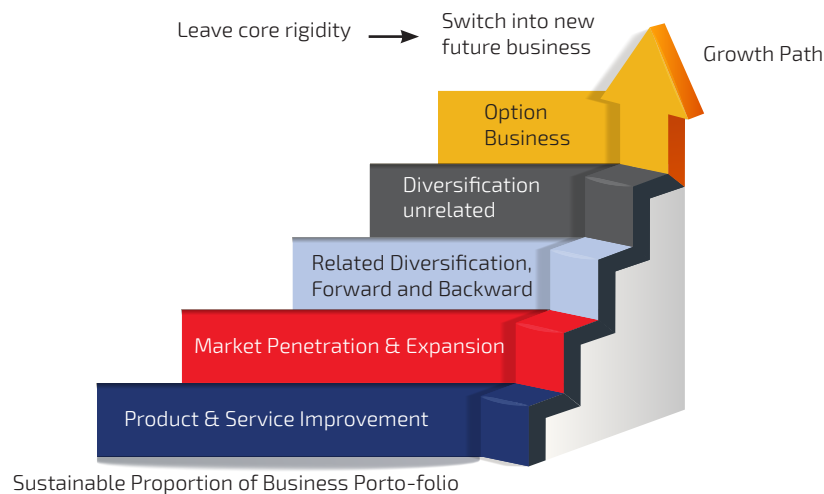 Leave core rigidity
Switch into new
future business
Growth Path
Option
Business
Diversification
unrelated
Related Diversification,
Forward and Backward
Market Penetration & Expansion
Product & Service Improvement
Sustainable Proportion of Business Porto-folio